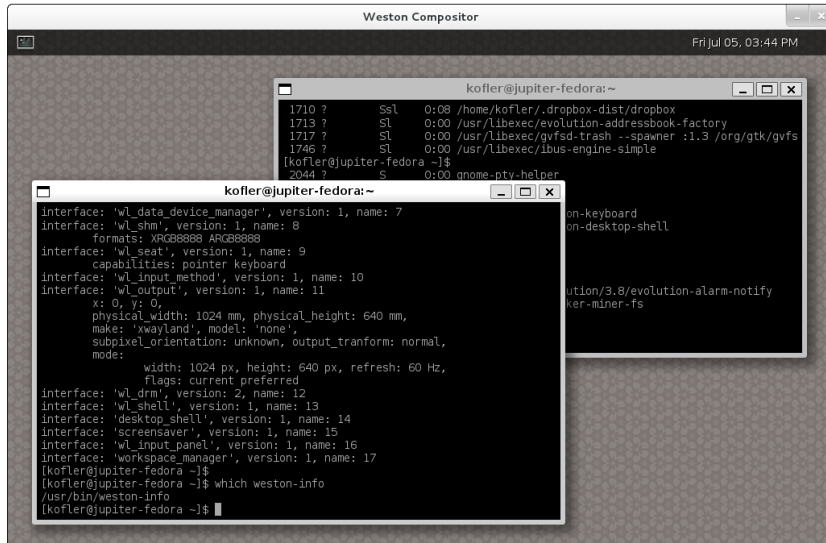 Weston Compositor
Fri Jul 05, 03:44 PM
kofler@jupiter-fedora:~
1710 ? Ssl 0:08 /home/kofler/.dropbox-dist/dropbox
1713 ? Sl 0:00 /usr/libexec/evolution-addressbook-factory
1717 ? Sl 0:00 /usr/libexec/gvfsd-trash --spawner :1.3 /org/gtk/gvfs
1746 ? Sl 0:00 /usr/libexec/ibus-engine-simple
[kofler@jupiter-fedora ~]$
2044 ? S 0:00 gnome-pty-helper
on-keyboard
on-desktop-shell
ution/3.8/evolution-alarm-notify
ker-miner-fs
kofler@jupiter-fedora:~
interface: 'wl_data_device_manager', version: 1, name: 7
interface: 'wl_shm', version: 1, name: 8
formats: XRGB8888 ARGB8888
interface: 'wl_seat', version: 1, name: 9
capabilities: pointer keyboard
interface: 'wl_input_method', version: 1, name: 10
interface: 'wl_output', version: 1, name: 11
x: 0, y: 0,
physical_width: 1024 mm, physical_height: 640 mm,
make: 'xwayland', model: 'none',
subpixel_orientation: unknown, output_tranform: normal,
mode:
width: 1024 px, height: 640 px, refresh: 60 Hz,
flags: current preferred
interface: 'wl_drm', version: 2, name: 12
interface: 'wl_shell', version: 1, name: 13
interface: 'desktop_shell', version: 1, name: 14
interface: 'screensaver', version: 1, name: 15
interface: 'wl_input_panel', version: 1, name: 16
interface: 'workspace_manager', version: 1, name: 17
[kofler@jupiter-fedora ~]$
[kofler@jupiter-fedora ~]$ which weston-info
/usr/bin/weston-info
[kofler@jupiter-fedora ~]$